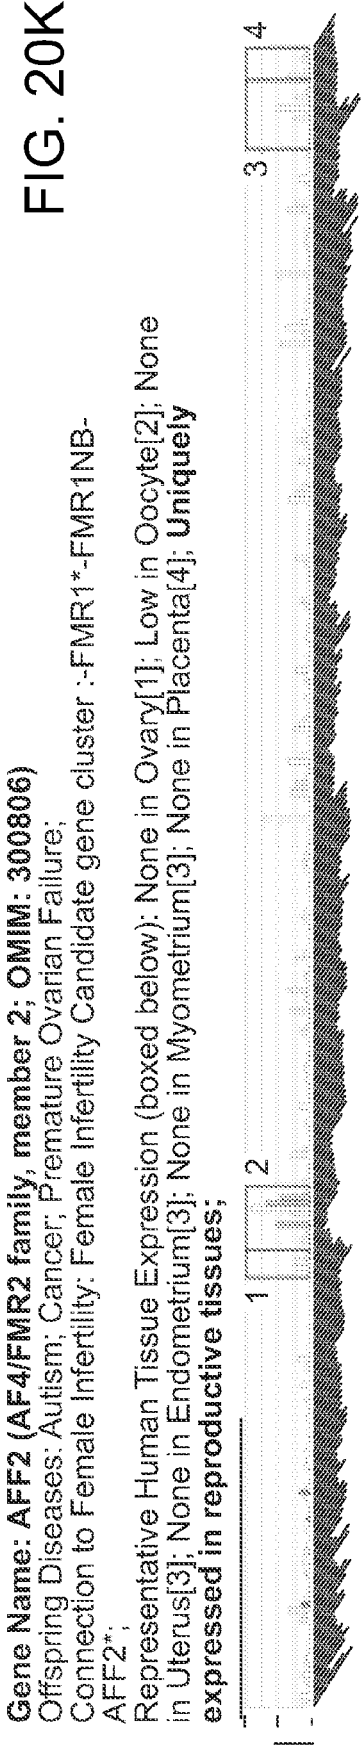 FIG. 20K
Gene Name: AFF2 (AF4/FMR2 family, member 2; OMIM: 300806)
Offspring Diseases: Autism; Cancer; Premature Ovarian Failure;
Connection to Female Infertility: Female Infertility Candidate gene cluster :-FMR1*-FMR1NB-
AFF2*;
Representative Human Tissue Expression (boxed below): None in Ovary[1]; Low in Oocyte[2]; None
in Uterus[3]; None in Endometrium[3]; None in Myometrium[3]; None in Placenta[4]; Uniquely
expressed in reproductive tissues;
1 2 3 4